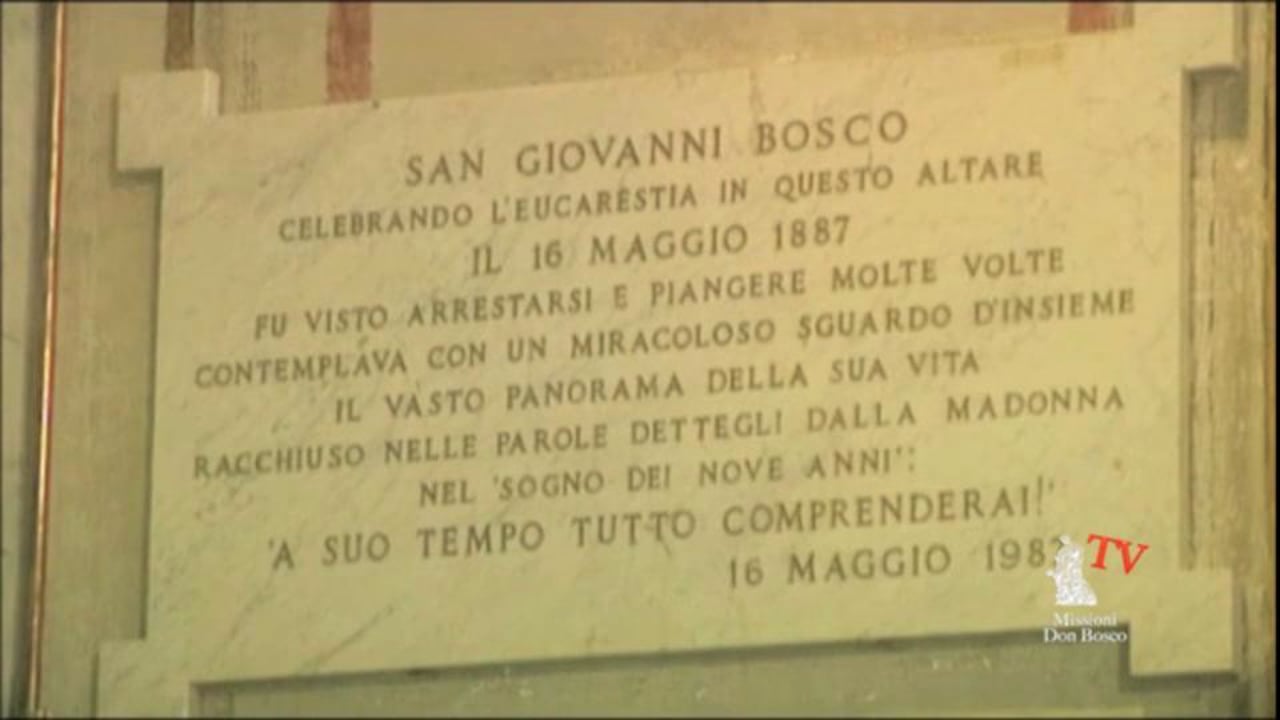 SAN GIOVANNI BOSCO
CELEBRANDO L'EUCARESTIA IN QUESTO ALTARE
IL 16 MAGGIO 1887
FU VISTO ARRESTARSI E PIANGERE MOLTE VOLTE
CONTEMPLAVA CON UN MIRACOLOSO SGUARDO D'INSIEME
IL VASTO PANORAMA DELLA SUA VITA
RACCHIUSO NELLE PAROLE DETTEGLI DALLA MADONNA
NEL 'SOGNO DEI NOVE ANNI':
'A SUO TEMPO TUTTO COMPRENDERAI!'
16 MAGGIO
TV
Missioni
Don Bosco